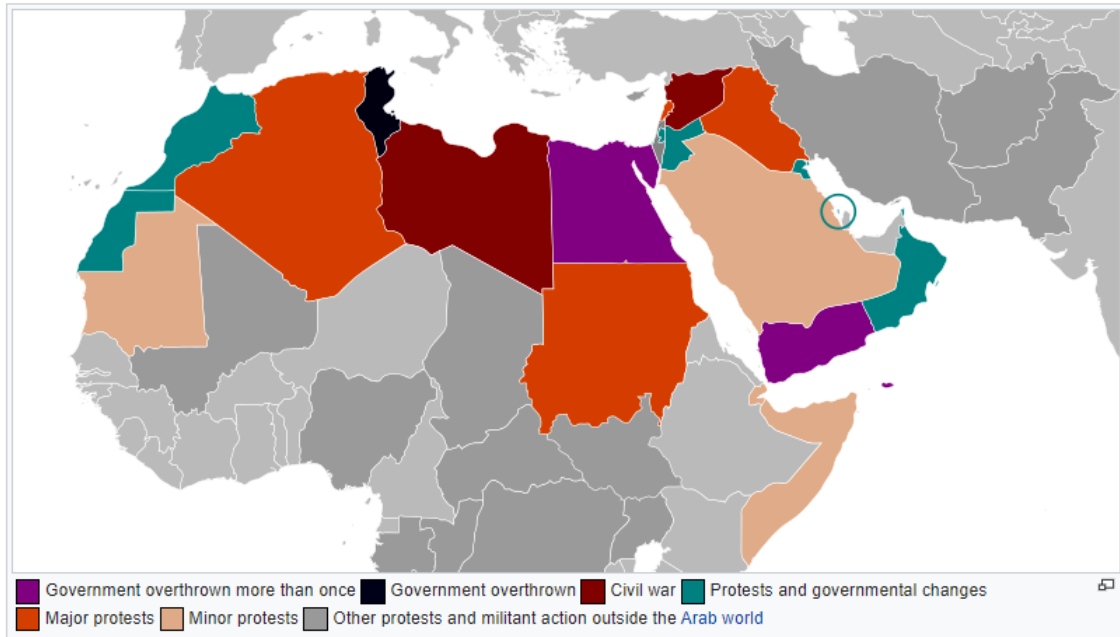 Government overthrown more than once Government overthrown Civil war Protests and governmental changes
Major protests Minor protests Other protests and militant action outside the Arab world